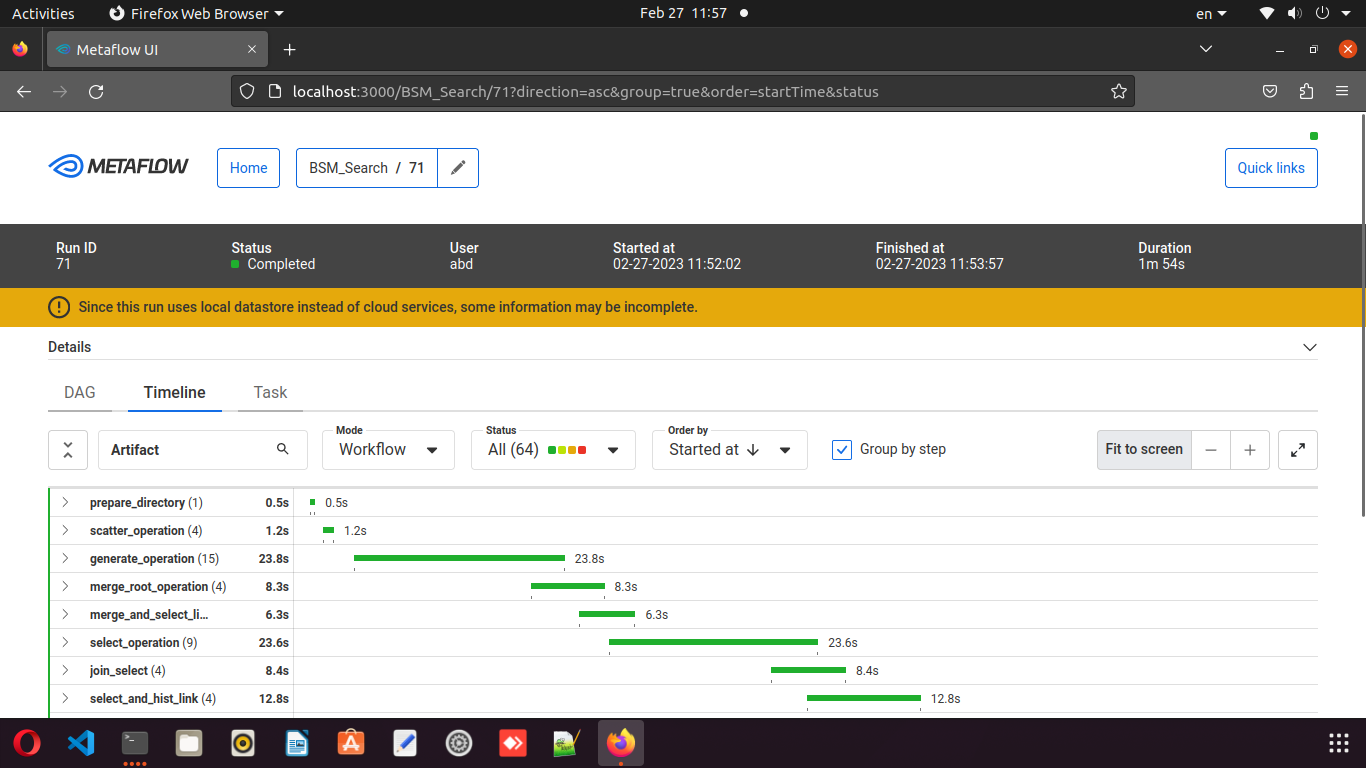 Activities Firefox Web Browser Feb 27 11:57 en
Metaflow UI
localhost:3000/BSM_Search/71?direction=asc&group=true&order=startTime&status
METAFLOW Home BSM_Search / 71 Quick links
Run ID Status User Started at Finished at Duration
71 Completed abd 02-27-2023 11:52:02 02-27-2023 11:53:57 1m 54s
Since this run uses local datastore instead of cloud services, some information may be incomplete.
Details
DAG Timeline Task
Mode Status Order by
Artifact Workflow All (64) Started at Group by step Fit to screen
prepare_directory (1) 0.5s 0.5s
scatter_operation (4) 1.2s 1.2s
generate_operation (15) 23.8s 23.8s
merge_root_operation (4) 8.3s 8.3s
merge_and_select_li... 6.3s 6.3s
select_operation (9) 23.6s 23.6s
join_select (4) 8.4s 8.4s
select_and_hist_link (4) 12.8s 12.8s